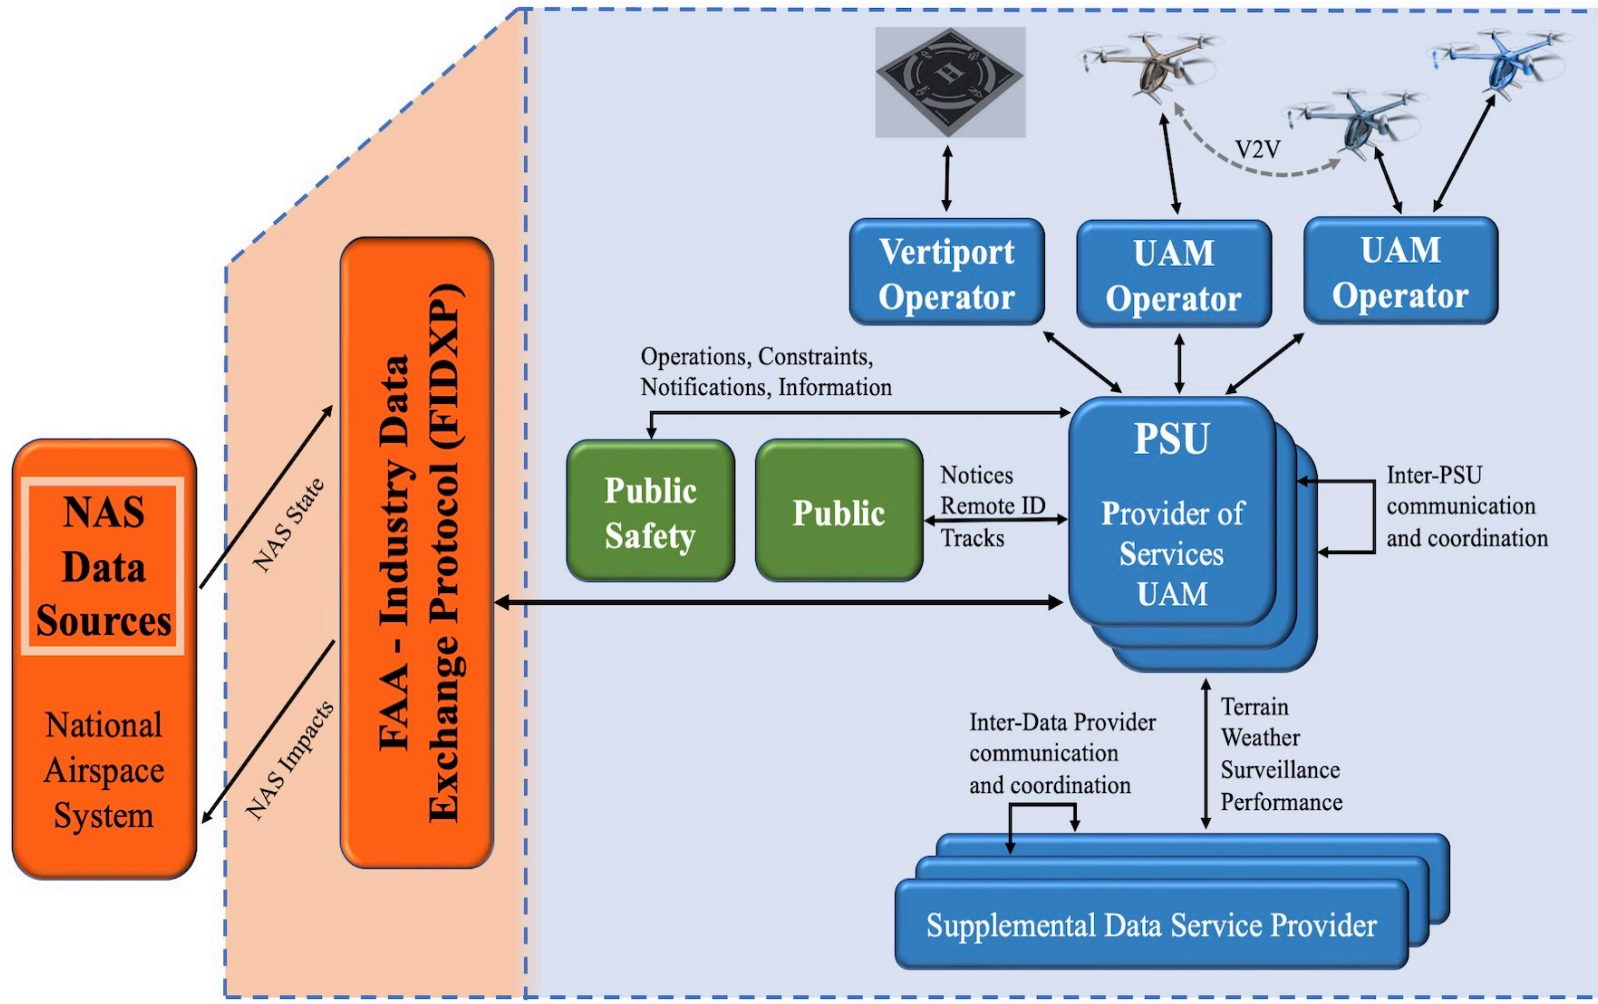 H
V2V
Vertiport
Operator
UAM
Operator
UAM
Operator
Operations, Constraints,
Notifications, Information
FAA - Industry Data
Exchange Protocol (FIDXP)
NAS State
NAS Impacts
NAS
Data
Sources
National
Airspace
System
Public
Safety
Public
Notices
Remote ID
Tracks
PSU
Provider of
Services
UAM
Inter-PSU
communication
and coordination
Inter-Data Provider
communication
and coordination
Terrain
Weather
Surveillance
Performance
Supplemental Data Service Provider